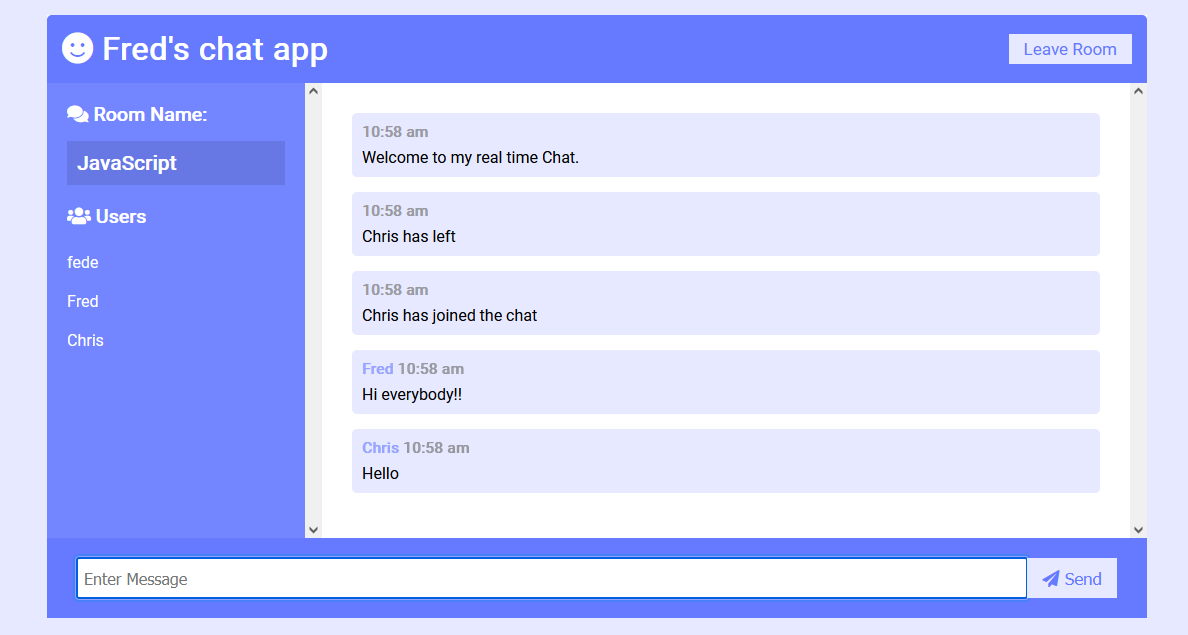 Fred's chat app
Leave Room
Room Name:
JavaScript
Users
fede
Fred
Chris
10:58 am
Welcome to my real time Chat.
10:58 am
Chris has left
10:58 am
Chris has joined the chat
Fred 10:58 am
Hi everybody!!
Chris 10:58 am
Hello
Enter Message
Send